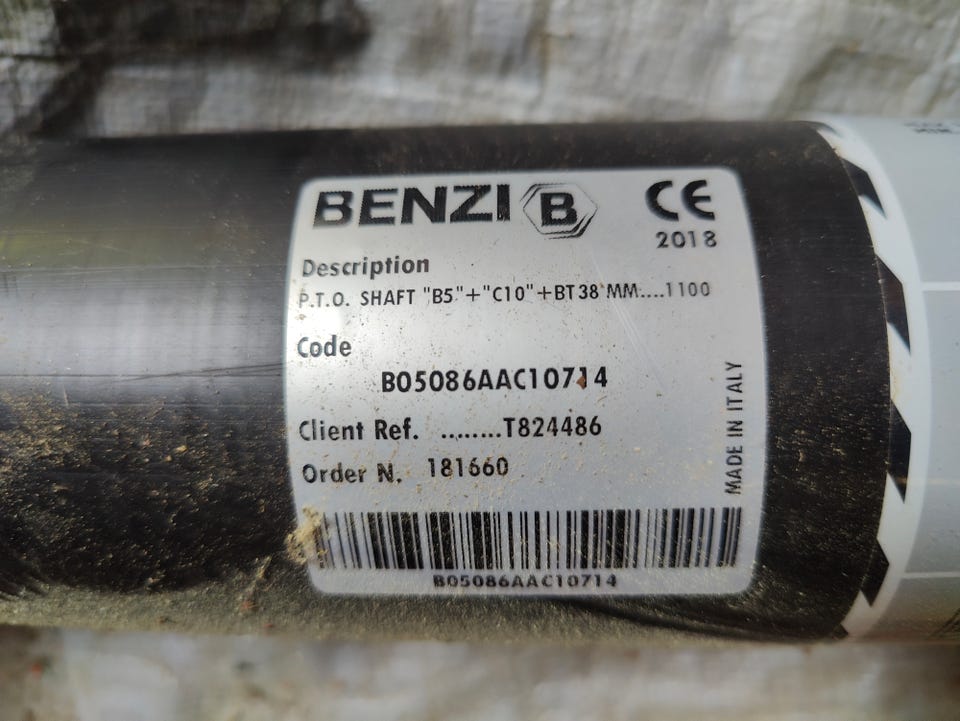 BENZI B
CE
2018
Description
P.T.O. SHAFT "B5"+"C10"+BT38 MM....1100
Code
B05086AAC10714
Client Ref. ........T824486
Order N. 181660
MADE IN ITALY
B05086AAC10714